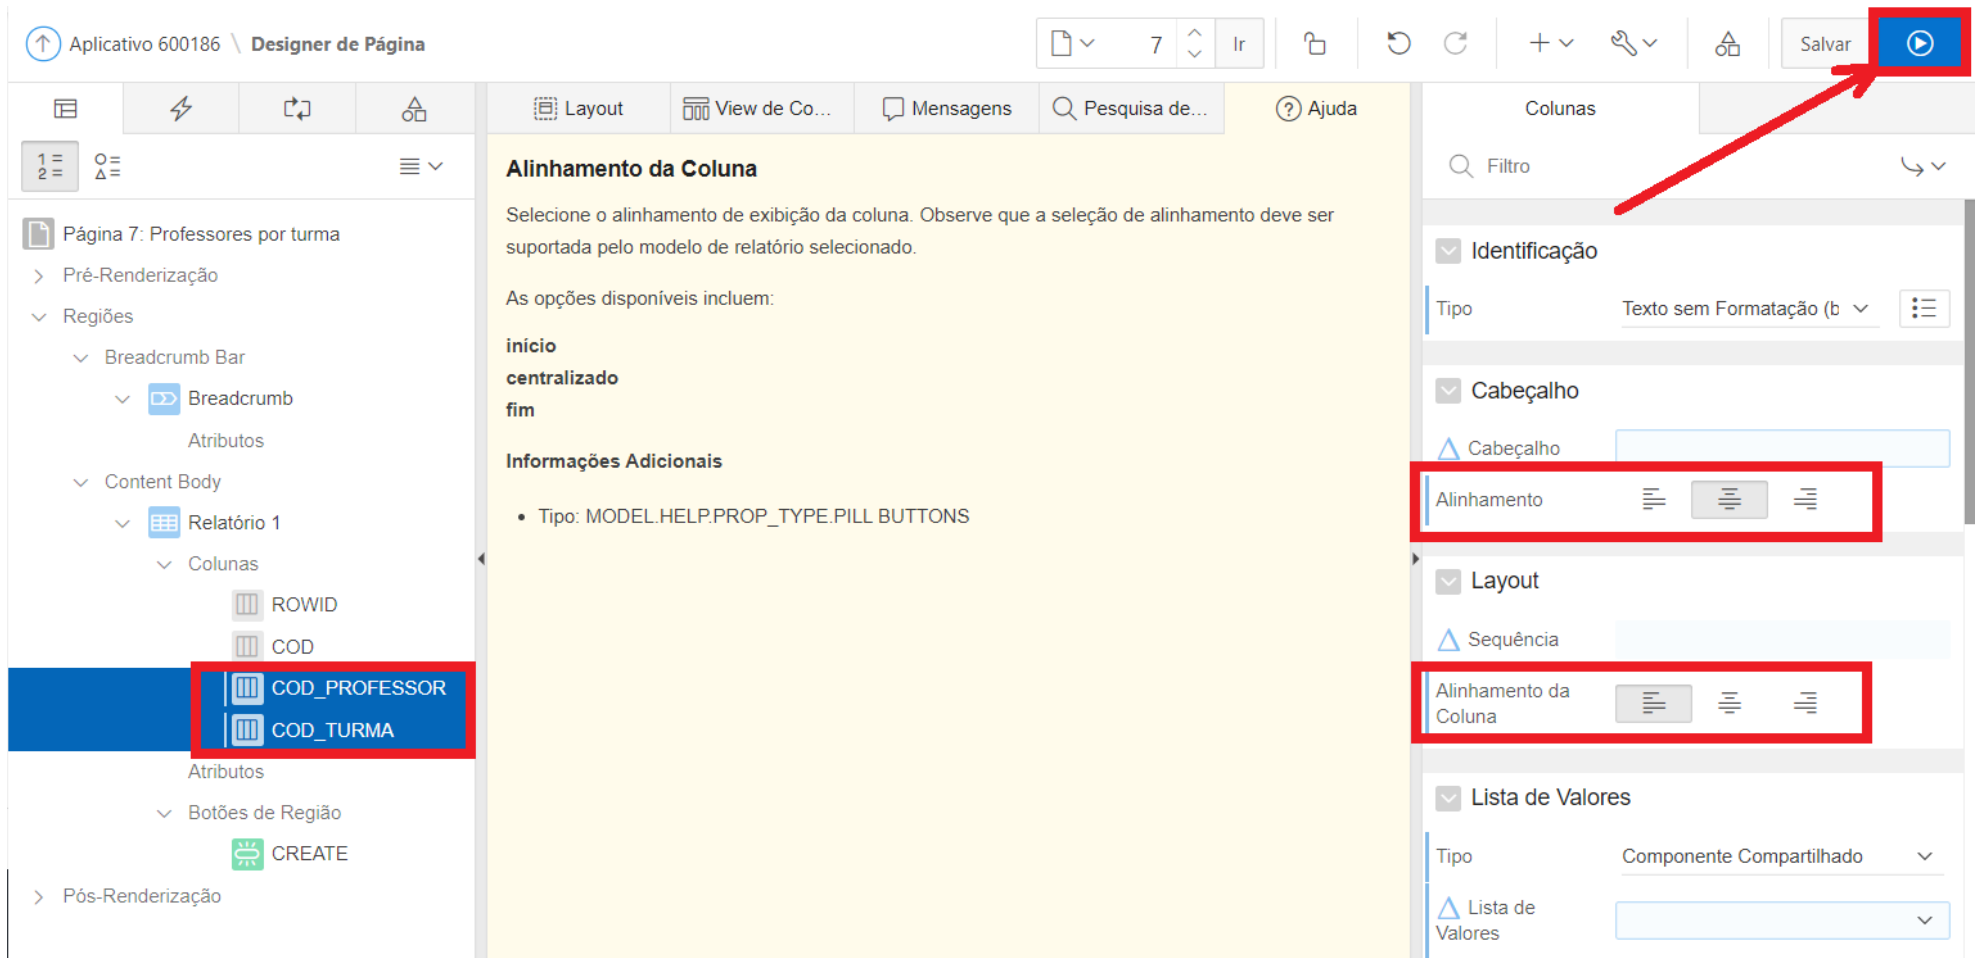 Aplicativo 600186 \ Designer de Página
7
Ir
Salvar
Layout
View de Co...
Mensagens
Pesquisa de...
Ajuda
Colunas
Filtro
Página 7: Professores por turma
Pré-Renderização
Regiões
Breadcrumb Bar
Breadcrumb
Atributos
Content Body
Relatório 1
Colunas
ROWID
COD
COD_PROFESSOR
COD_TURMA
Atributos
Botões de Região
CREATE
Pós-Renderização
Alinhamento da Coluna
Selecione o alinhamento de exibição da coluna. Observe que a seleção de alinhamento deve ser
suportada pelo modelo de relatório selecionado.
As opções disponíveis incluem:
início
centralizado
fim
Informações Adicionais
• Tipo: MODEL.HELP.PROP_TYPE.PILL BUTTONS
Identificação
Tipo
Texto sem Formatação (b
Cabeçalho
Cabeçalho
Alinhamento
Layout
Sequência
Alinhamento da
Coluna
Lista de Valores
Tipo
Componente Compartilhado
Lista de
Valores